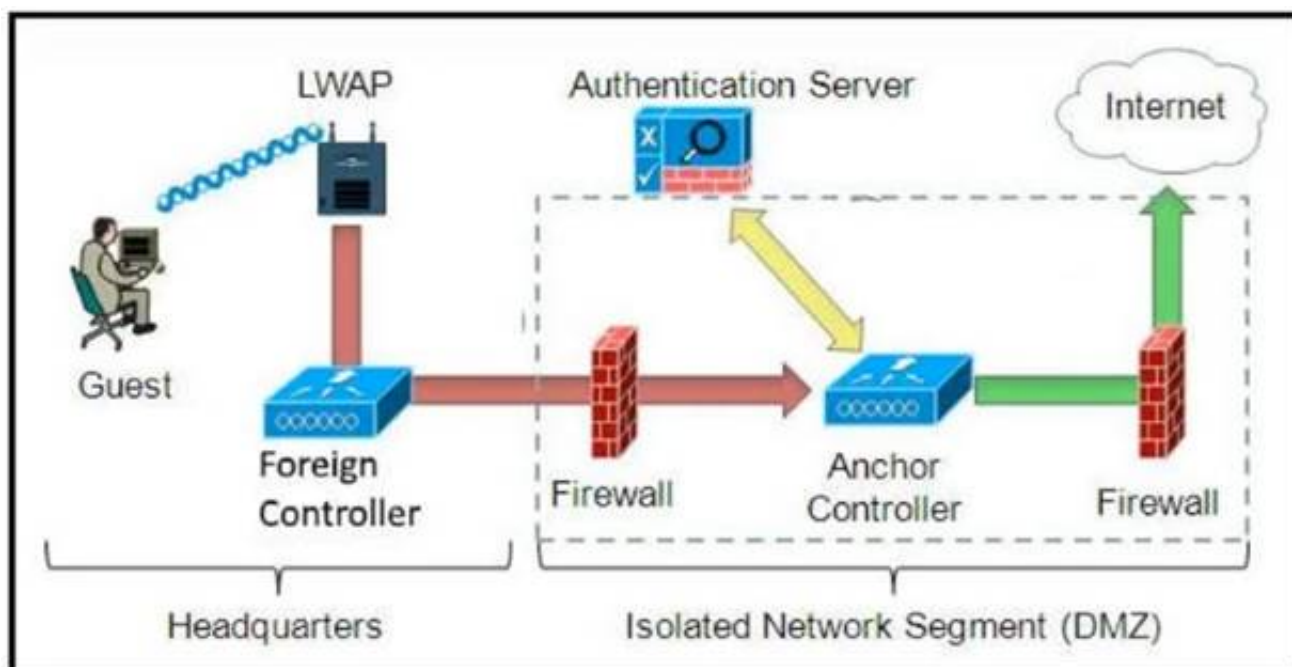 LWAP
Authentication Server
Internet
Guest
Foreign
Controller
Firewall
Anchor
Controller
Firewall
Headquarters
Isolated Network Segment (DMZ)